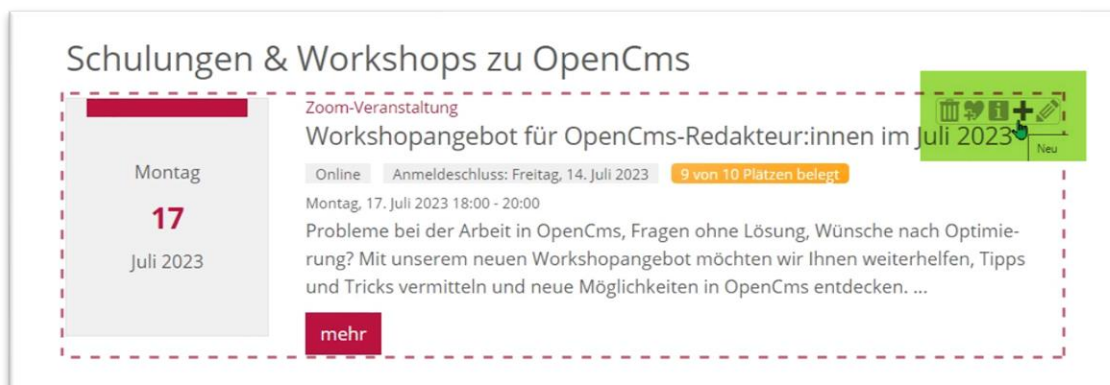 Schulungen & Workshops zu OpenCms
Zoom-Veranstaltung
Workshopangebot für OpenCms-Redakteur:innen im Juli 2023
Neu
Montag
17
Juli 2023
Online Anmeldeschluss: Freitag, 14. Juli 2023 9 von 10 Plätzen belegt
Montag, 17. Juli 2023 18:00 - 20:00
Probleme bei der Arbeit in OpenCms, Fragen ohne Lösung, Wünsche nach Optimie-
rung? Mit unserem neuen Workshopangebot möchten wir Ihnen weiterhelfen, Tipps
und Tricks vermitteln und neue Möglichkeiten in OpenCms entdecken. ...
mehr